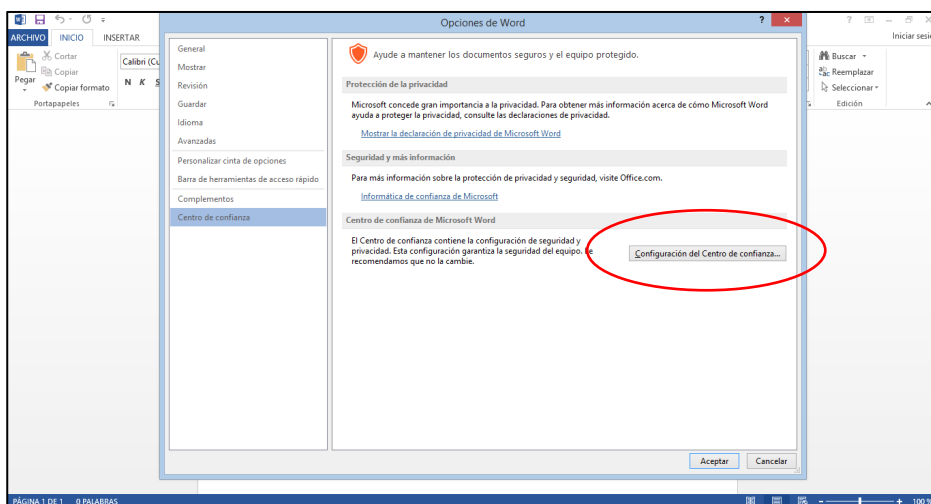 Opciones de Word
ARCHIVO INICIO INSERTAR
Iniciar
Pegar
Cortar
Copiar
Copiar formato
Portapapeles
Calibri
N K S
Buscar
Reemplazar
Seleccionar
Edición
General
Mostrar
Revisión
Guardar
Idioma
Avanzadas
Personalizar cinta de opciones
Barra de herramientas de acceso rápido
Complementos
Centro de confianza
Ayude a mantener los documentos seguros y el equipo protegido.
Protección de la privacidad
Microsoft concede gran importancia a la privacidad. Para obtener más información acerca de cómo Microsoft Word
ayuda a proteger la privacidad, consulte las declaraciones de privacidad.
Mostrar la declaración de privacidad de Microsoft Word
Seguridad y más información
Para más información sobre la protección de privacidad y seguridad, visite Office.com.
Informática de confianza de Microsoft
Centro de confianza de Microsoft Word
El Centro de confianza contiene la configuración de seguridad y
privacidad. Esta configuración garantiza la seguridad del equipo.
recomendamos que no la cambie.
Configuración del Centro de confianza...
Aceptar Cancelar
PÁGINA 1 DE 1 0 PALABRAS
100 %